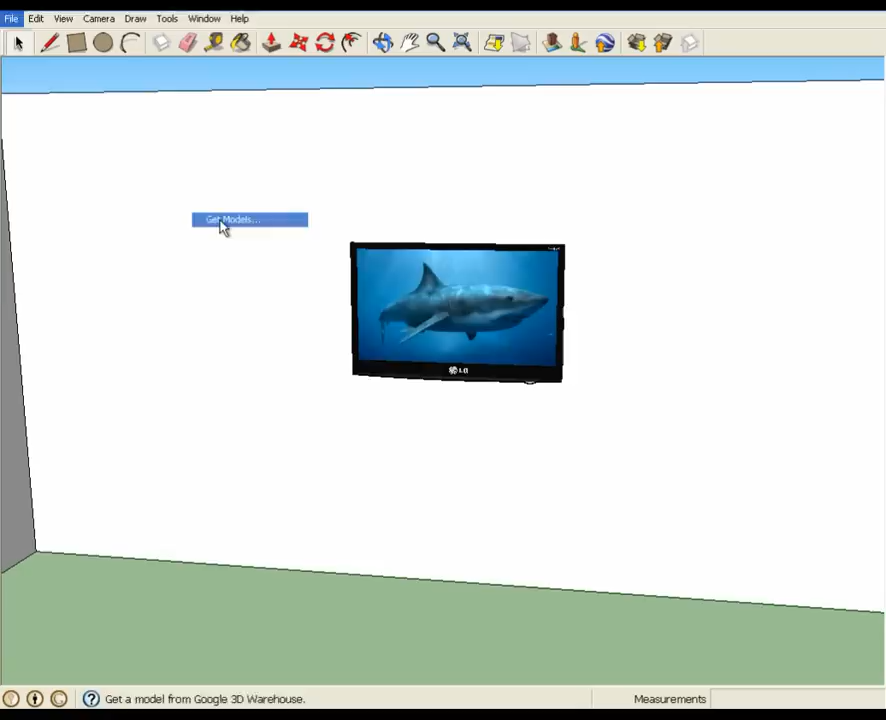 File Edit View Camera Draw Tools Window Help
Get Models...
LG
Get a model from Google 3D Warehouse.
Measurements